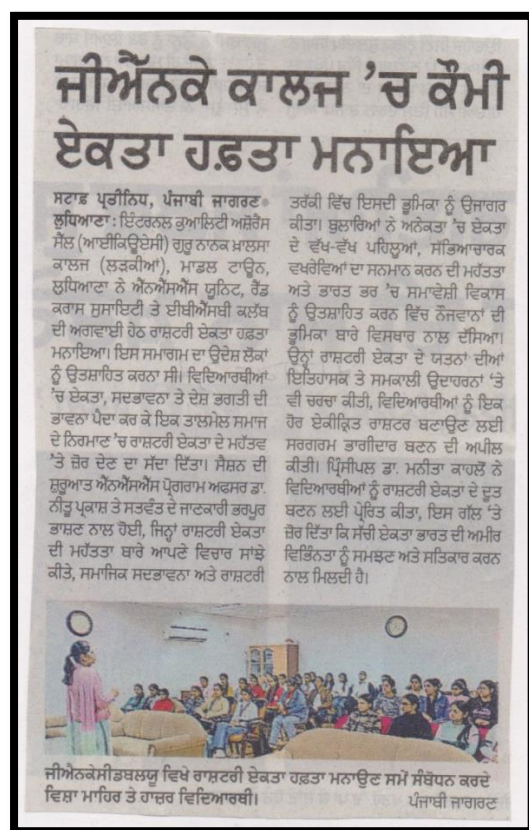 ਜੀਐੱਨਕੇ ਕਾਲਜ ’ਚ ਕੌਮੀ
ਏਕਤਾ ਹਫ਼ਤਾ ਮਨਾਇਆ
ਸਟਾਫ ਪ੍ਰਤੀਨਿਧ, ਪੰਜਾਬੀ ਜਾਗਰਣ•
ਲੁਧਿਆਣਾ : ਇੰਟਰਨਲ ਕੁਆਲਿਟੀ ਅਸ਼ੋਰੈਂਸ
ਸੈੱਲ (ਆਈਕਿਊਏਸੀ) ਗੁਰੂ ਨਾਨਕ ਖ਼ਾਲਸਾ
ਕਾਲਜ (ਲੜਕੀਆਂ), ਮਾਡਲ ਟਾਊਨ,
ਲੁਧਿਆਣਾ ਨੇ ਐੱਨਐੱਸਐੱਸ ਯੂਨਿਟ, ਰੈੱਡ
ਕਰਾਸ ਸੁਸਾਇਟੀ ਤੇ ਈਬੀਐੱਸਬੀ ਕਲੱਬ
ਦੀ ਅਗਵਾਈ ਹੇਠ ਰਾਸ਼ਟਰੀ ਏਕਤਾ ਹਫ਼ਤਾ
ਮਨਾਇਆ। ਇਸ ਸਮਾਗਮ ਦਾ ਉਦੇਸ਼ ਲੋਕਾਂ
ਨੂੰ ਉਤਸ਼ਾਹਿਤ ਕਰਨਾ ਸੀ। ਵਿਦਿਆਰਥੀਆਂ
’ਚ ਏਕਤਾ, ਸਦਭਾਵਨਾ ਤੇ ਦੇਸ਼ ਭਗਤੀ ਦੀ
ਭਾਵਨਾ ਪੈਦਾ ਕਰ ਕੇ ਇਕ ਤਾਲਮੇਲ ਸਮਾਜ
ਦੇ ਨਿਰਮਾਣ ’ਚ ਰਾਸ਼ਟਰੀ ਏਕਤਾ ਦੇ ਮਹੱਤਵ
’ਤੇ ਜ਼ੋਰ ਦੇਣ ਦਾ ਸੱਦਾ ਦਿੱਤਾ। ਸੈਸ਼ਨ ਦੀ
ਸ਼ੁਰੂਆਤ ਐੱਨਐੱਸਐੱਸ ਪ੍ਰੋਗਰਾਮ ਅਫਸਰ ਡਾ.
ਨੀਤੂ ਪ੍ਰਕਾਸ਼ ਤੇ ਸਤਵੰਤ ਦੇ ਜਾਣਕਾਰੀ ਭਰਪੂਰ
ਭਾਸ਼ਣ ਨਾਲ ਹੋਈ, ਜਿਨ੍ਹਾਂ ਰਾਸ਼ਟਰੀ ਏਕਤਾ
ਦੀ ਮਹੱਤਤਾ ਬਾਰੇ ਆਪਣੇ ਵਿਚਾਰ ਸਾਂਝੇ
ਕੀਤੇ, ਸਮਾਜਿਕ ਸਦਭਾਵਨਾ ਅਤੇ ਰਾਸ਼ਟਰੀ
ਤਰੱਕੀ ਵਿੱਚ ਇਸਦੀ ਭੂਮਿਕਾ ਨੂੰ ਉਜਾਗਰ
ਕੀਤਾ। ਬੁਲਾਰਿਆਂ ਨੇ ਅਨੇਕਤਾ ’ਚ ਏਕਤਾ
ਦੇ ਵੱਖ-ਵੱਖ ਪਹਿਲੂਆਂ, ਸੱਭਿਆਚਾਰਕ
ਵਖਰੇਵਿਆਂ ਦਾ ਸਨਮਾਨ ਕਰਨ ਦੀ ਮਹੱਤਤਾ
ਅਤੇ ਭਾਰਤ ਭਰ ’ਚ ਸਮਾਵੇਸ਼ੀ ਵਿਕਾਸ
ਨੂੰ ਉਤਸ਼ਾਹਿਤ ਕਰਨ ਵਿੱਚ ਨੌਜਵਾਨਾਂ ਦੀ
ਭੂਮਿਕਾ ਬਾਰੇ ਵਿਸਥਾਰ ਨਾਲ ਦੱਸਿਆ।
ਉਨ੍ਹਾਂ ਰਾਸ਼ਟਰੀ ਏਕਤਾ ਦੇ ਯਤਨਾਂ ਦੀਆਂ
ਇਤਿਹਾਸਕ ਤੇ ਸਮਕਾਲੀ ਉਦਾਹਰਨਾਂ ’ਤੇ
ਵੀ ਚਰਚਾ ਕੀਤੀ, ਵਿਦਿਆਰਥੀਆਂ ਨੂੰ ਇਕ
ਹੋਰ ਏਕੀਕ੍ਰਿਤ ਰਾਸ਼ਟਰ ਬਣਾਉਣ ਲਈ
ਸਰਗਰਮ ਭਾਗੀਦਾਰ ਬਣਨ ਦੀ ਅਪੀਲ
ਕੀਤੀ। ਪ੍ਰਿੰਸੀਪਲ ਡਾ. ਮਨੀਤਾ ਕਾਹਲੋਂ ਨੇ
ਵਿਦਿਆਰਥੀਆਂ ਨੂੰ ਰਾਸ਼ਟਰੀ ਏਕਤਾ ਦੇ ਦੂਤ
ਬਣਨ ਲਈ ਪ੍ਰੇਰਿਤ ਕੀਤਾ, ਇਸ ਗੱਲ ’ਤੇ
ਜ਼ੋਰ ਦਿੱਤਾ ਕਿ ਸੱਚੀ ਏਕਤਾ ਭਾਰਤ ਦੀ ਅਮੀਰ
ਵਿਭਿੰਨਤਾ ਨੂੰ ਸਮਝਣ ਅਤੇ ਸਤਿਕਾਰ ਕਰਨ
ਨਾਲ ਮਿਲਦੀ ਹੈ।
ਜੀਐਨਕੇਸੀਡਬਲਯੂ ਵਿਖੇ ਰਾਸ਼ਟਰੀ ਏਕਤਾ ਹਫ਼ਤਾ ਮਨਾਉਣ ਸਮੇਂ ਸੰਬੋਧਨ ਕਰਦੇ
ਵਿਸ਼ਾ ਮਾਹਿਰ ਤੇ ਹਾਜ਼ਰ ਵਿਦਿਆਰਥੀ। ਪੰਜਾਬੀ ਜਾਗਰਣ